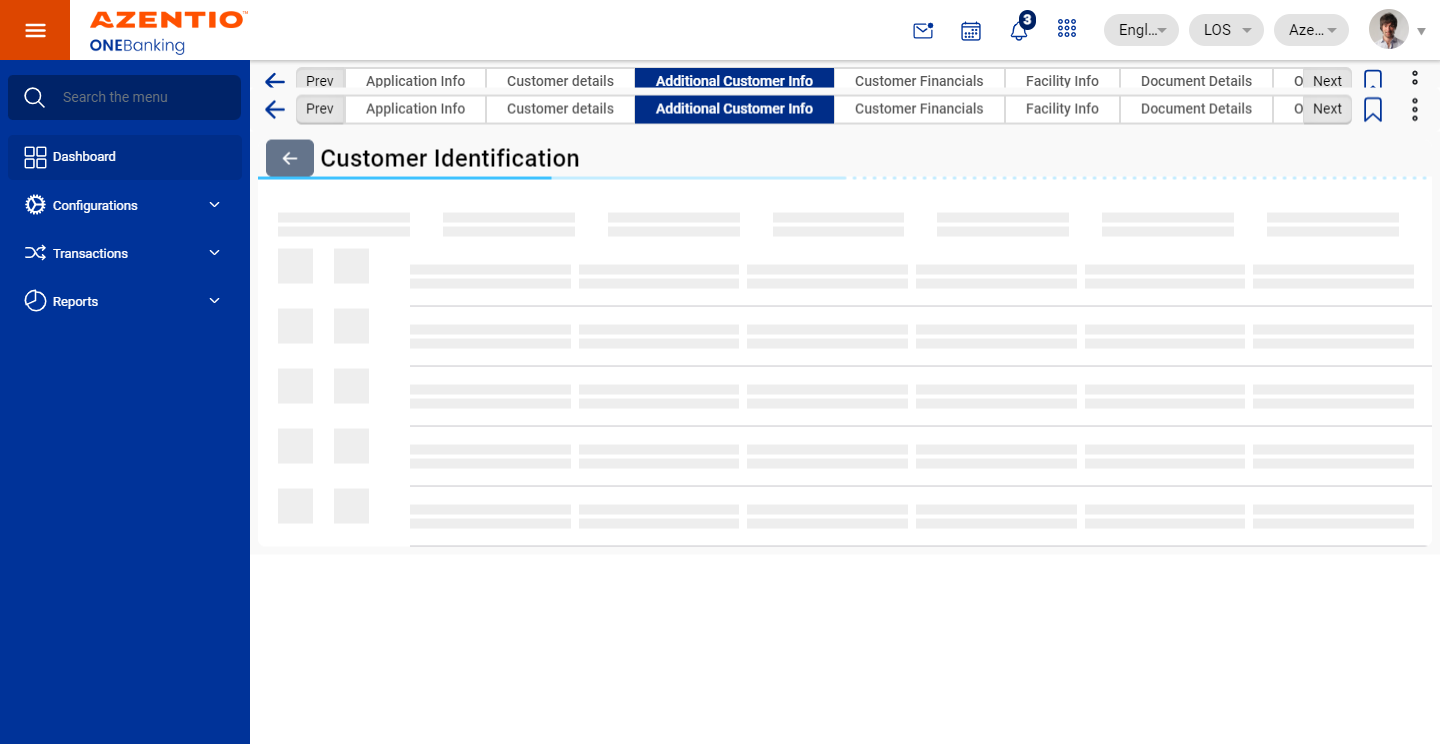 AZENTIO™
ONEBanking
3
Engl...
LOS
Aze...
Search the menu
Dashboard
Configurations
Transactions
Reports
Prev Application Info Customer details Additional Customer Info Customer Financials Facility Info Document Details O Next
Prev Application Info Customer details Additional Customer Info Customer Financials Facility Info Document Details O Next
Customer Identification